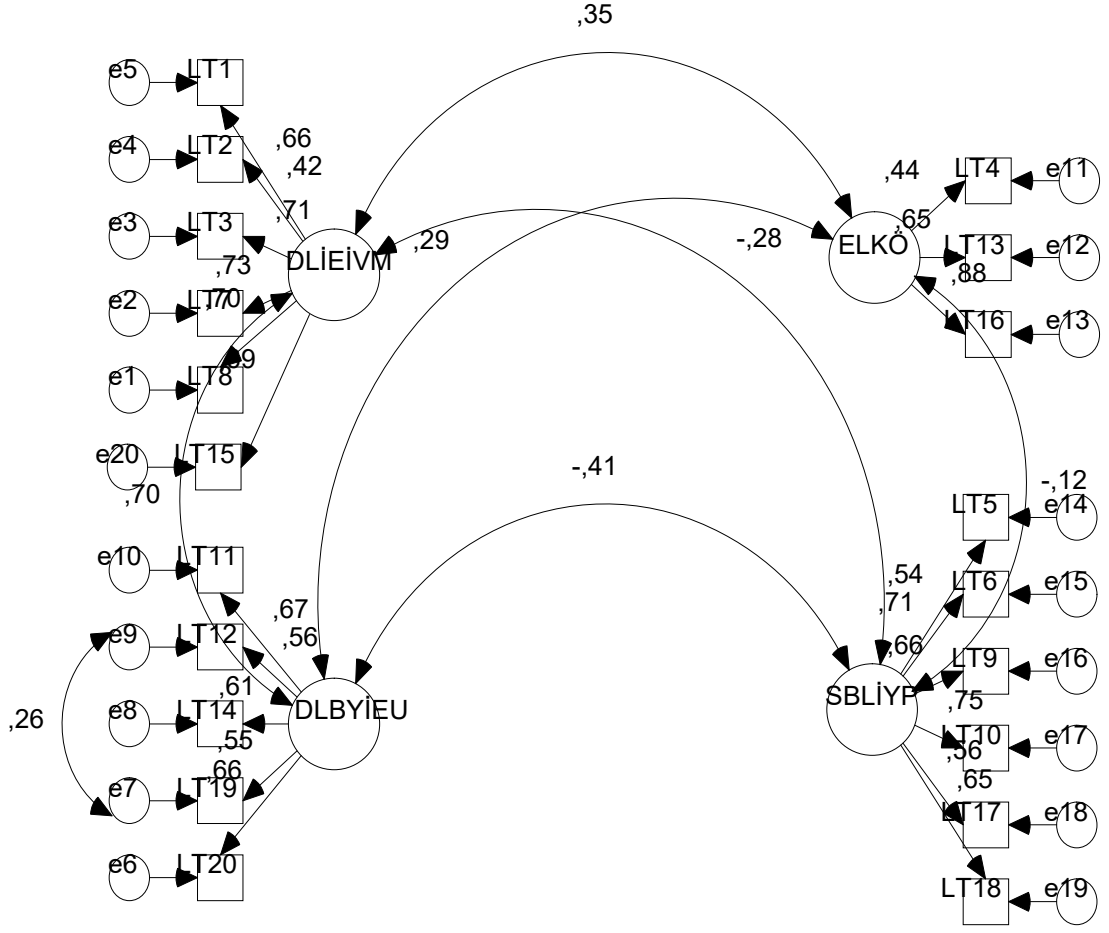 ,35
e5
LT1
e4
LT2
,66
,42
e3
LT3
,71
DLİEİVM
,29
,73
e2
,70
e1
LT8
e20
LT15
,70
-,28
ELKÖ
,44
LT4
e11
,65
LT13
e12
,88
LT16
e13
-,41
e10
LT11
e9
LT12
,67
,56
,61
e8
LT14
DLBYİEU
,55
,66
e7
LT19
e6
LT20
,26
-,12
LT5
e14
,54
LT6
e15
,71
,66
LT9
e16
SBLİYP
,75
LT10
e17
,56
,65
LT17
e18
LT18
e19